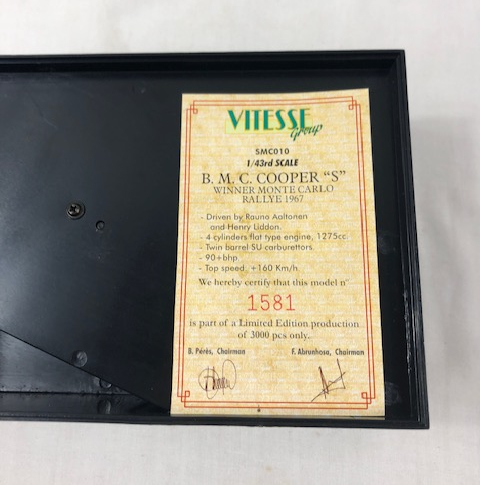 VITESSE
Group
SMC010
1/43rd SCALE
B. M. C. COOPER "S"
WINNER MONTE CARLO
RALLYE 1967
- Driven by Rauno Aaltonen
and Henry Liddon.
- 4 cylinders flat type engine, 1275cc.
- Twin barrel SU carburettors.
- 90+bhp.
- Top speed +160 Km/h.
We hereby certify that this model nº
1581
is part of a Limited Edition production
of 3000 pcs only.
B. Pérès, Chairman F. Abrunhosa, Chairman